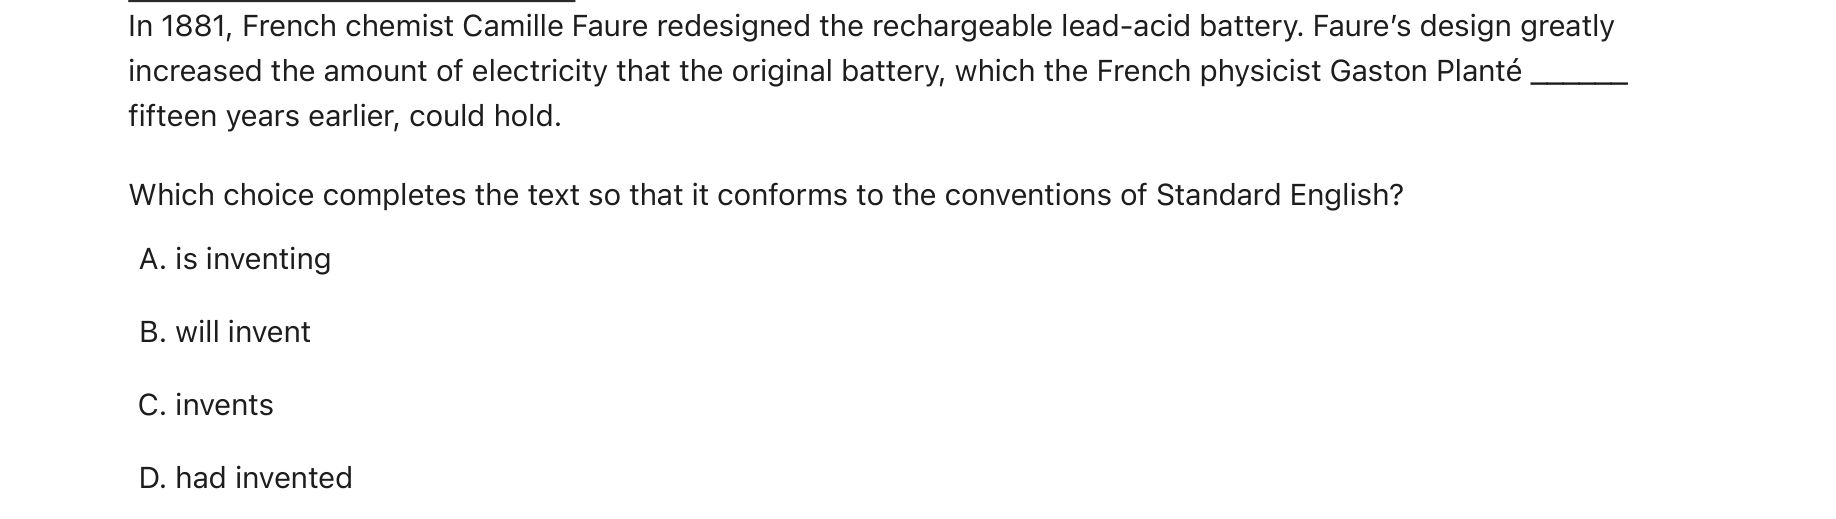 In 1881, French chemist Camille Faure redesigned the rechargeable lead-acid battery. Faure’s design greatly
increased the amount of electricity that the original battery, which the French physicist Gaston Planté ______
fifteen years earlier, could hold.
Which choice completes the text so that it conforms to the conventions of Standard English?
A. is inventing
B. will invent
C. invents
D. had invented